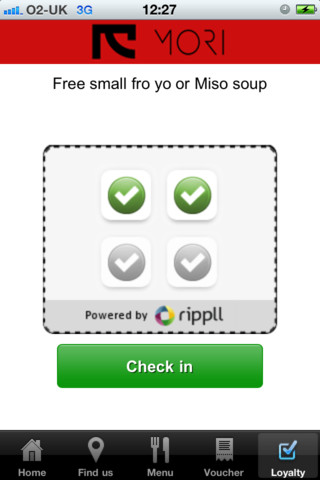 O2-UK 3G 12:27
MORI
Free small fro yo or Miso soup
Powered by rippll
Check in
Home Find us Menu Voucher Loyalty